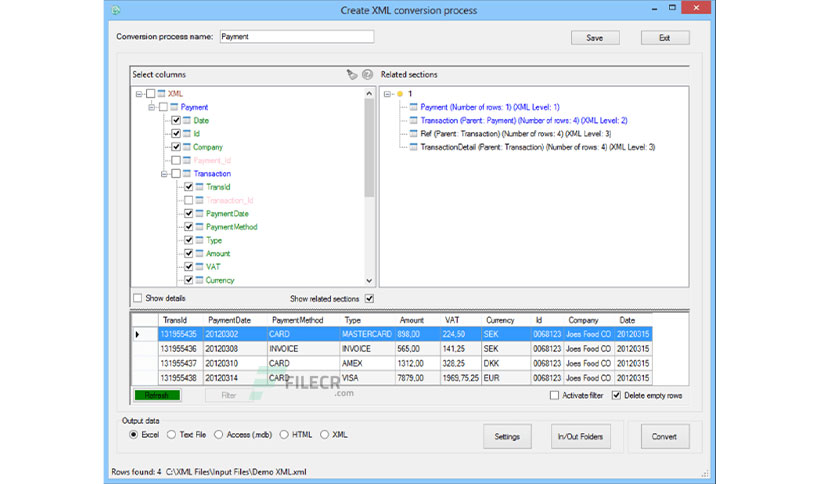 Create XML conversion process
Conversion process name: Payment Save Exit
Select columns Related sections
XML
Payment
Date
Id
Company
Payment_Id
Transaction
TransId
Transaction_Id
PaymentDate
PaymentMethod
Type
Amount
VAT
Currency
1
Payment (Number of rows: 1) (XML Level: 1)
Transaction (Parent: Payment) (Number of rows: 4) (XML Level: 2)
Ref (Parent: Transaction) (Number of rows: 4) (XML Level: 3)
TransactionDetail (Parent: Transaction) (Number of rows: 4) (XML Level: 3)
Show details Show related sections
TransId PaymentDate PaymentMethod Type Amount VAT Currency Id Company Date
131955435 20120302 CARD MASTERCARD 898,00 224,50 SEK 0068123 Joes Food CO 20120315
131955436 20120308 INVOICE INVOICE 565,00 141,25 SEK 0068123 Joes Food CO 20120315
131955437 20120310 CARD AMEX 1312,00 328,25 DKK 0068123 Joes Food CO 20120315
131955438 20120314 CARD VISA 7879,00 1969,75,25 EUR 0068123 Joes Food CO 20120315
FILECR
.com
Refresh Filter Activate filter Delete empty rows
Output data
Excel Text File Access (.mdb) HTML XML Settings In/Out Folders Convert
Rows found: 4 C:\XML Files\Input Files\Demo XML.xml